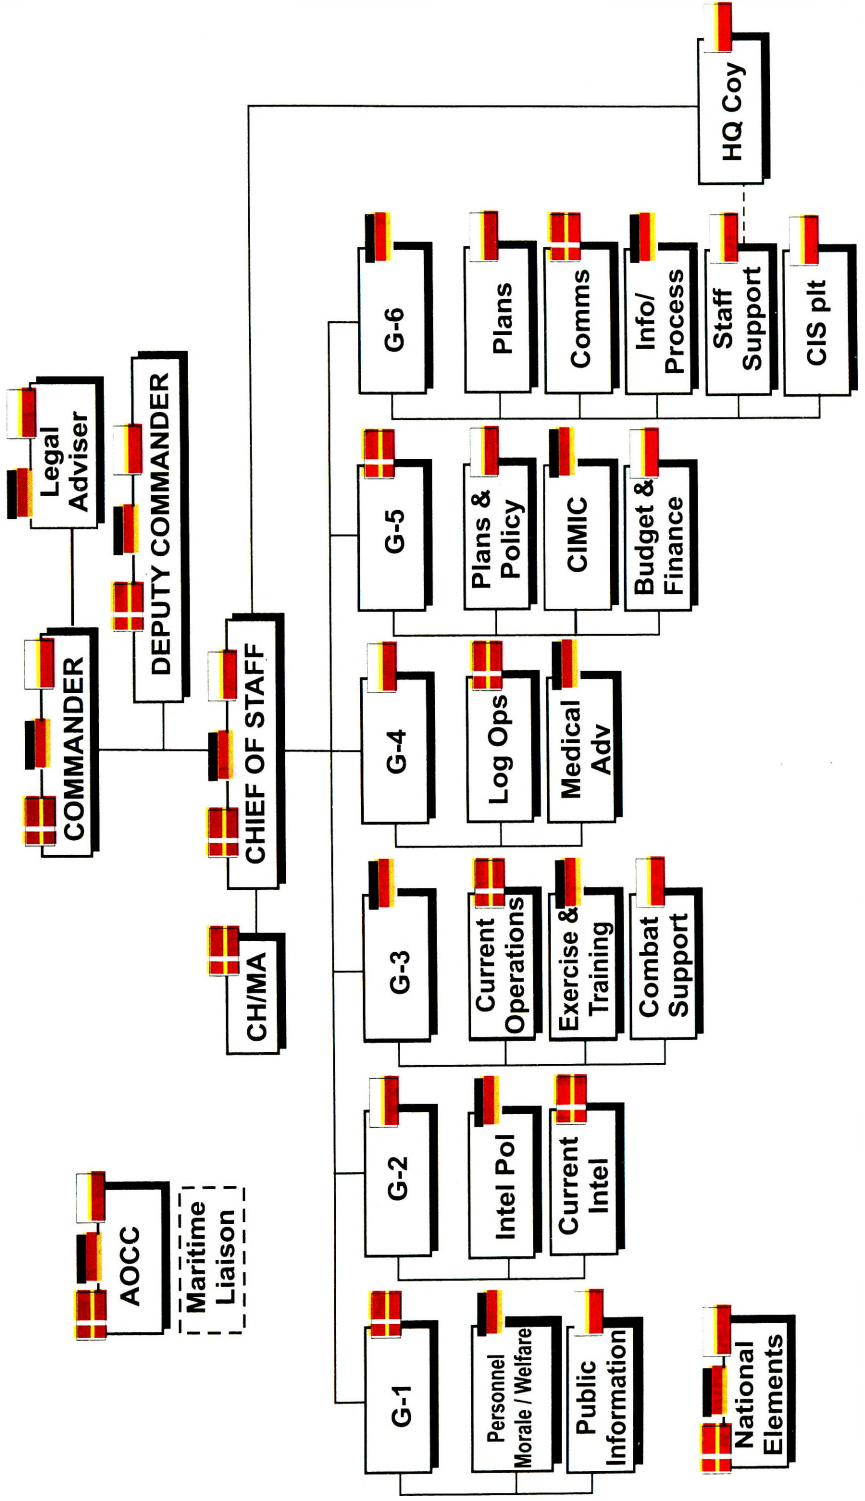 COMMANDER
Legal
Adviser
DEPUTY COMMANDER
CHIEF OF STAFF
CH/MA
AOCC
Maritime
Liaison
G-1
Personnel
Morale / Welfare
Public
Information
G-2
Intel Pol
Current
Intel
G-3
Current
Operations
Exercise &
Training
Combat
Support
G-4
Log Ops
Medical
Adv
G-5
Plans &
Policy
CIMIC
Budget &
Finance
G-6
Plans
Comms
Info/
Process
Staff
Support
CIS plt
HQ Coy
National
Elements